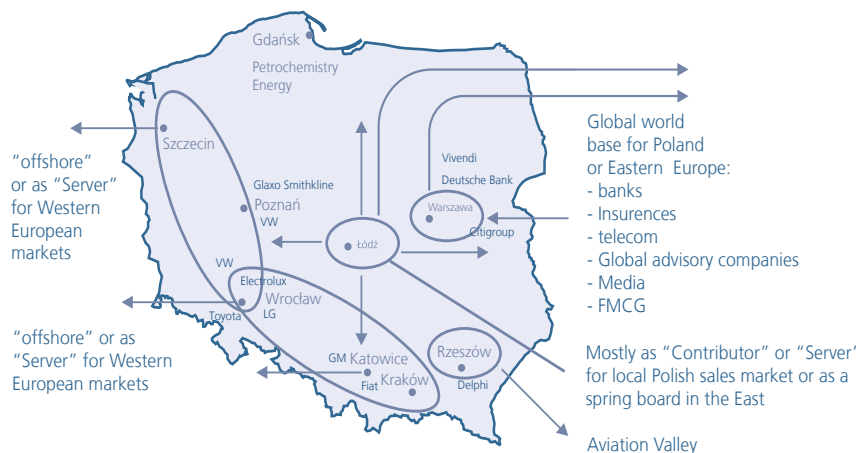 Gdańsk
Petrochemistry
Energy
Szczecin
"offshore"
or as "Server"
for Western
European
markets
Glaxo Smithkline
Poznań
VW
VW
Electrolux
Wrocław
Toyota
LG
"offshore" or as
"Server" for Western
European markets
Vivendi
Deutsche Bank
Warszawa
Citigroup
Łódź
GM
Katowice
Fiat
Kraków
Rzeszów
Delphi
Global world
base for Poland
or Eastern Europe:
- banks
- Insurences
- telecom
- Global advisory companies
- Media
- FMCG
Mostly as "Contributor" or "Server'
for local Polish sales market or as a
spring board in the East
Aviation Valley